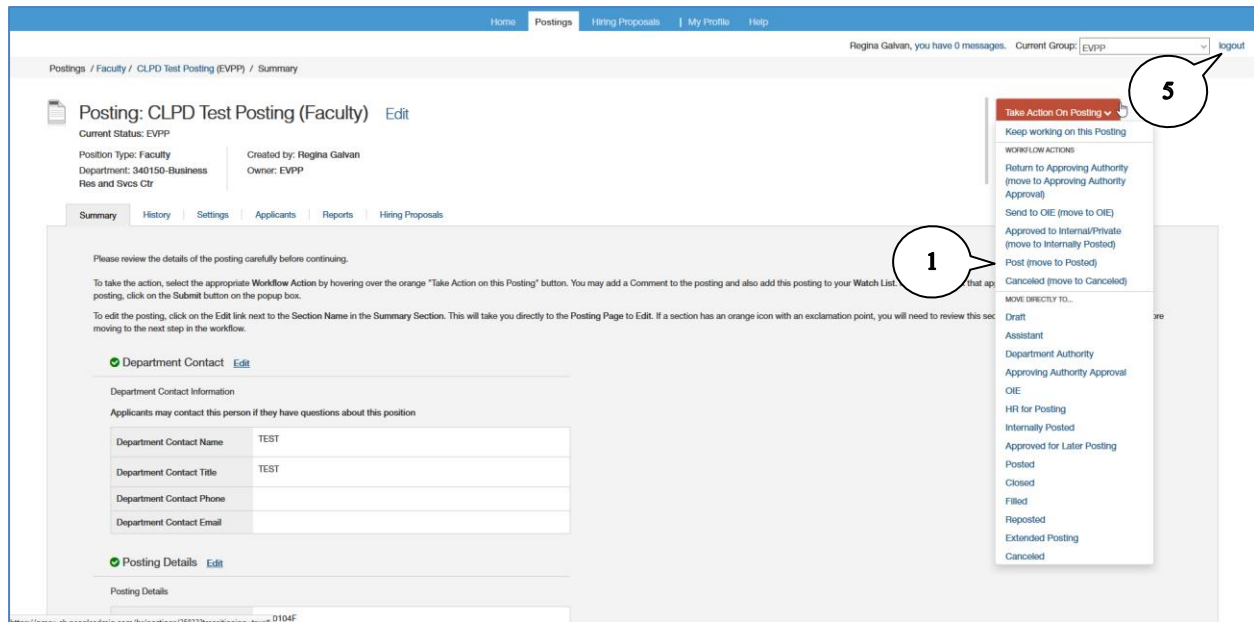 Home Postings Hiring Proposals | My Profile Help
Regina Galvan, you have 0 messages. Current Group: EVPP logout
Postings / Faculty / CLPD Test Posting (EVPP) / Summary
5
Posting: CLPD Test Posting (Faculty) Edit
Current Status: EVPP
Position Type: Faculty
Department: 340150-Business
Res and Svcs Ctr
Created by: Regina Galvan
Owner: EVPP
Take Action On Posting
Keep working on this Posting
WORKFLOW ACTIONS
Return to Approving Authority
(move to Approving Authority
Approval)
Send to OIE (move to OIE)
Approved to Internal/Private
(move to Internally Posted)
Post (move to Posted)
Canceled (move to Canceled)
MOVE DIRECTLY TO...
Draft
Assistant
Department Authority
Approving Authority Approval
OIE
HR for Posting
Internally Posted
Approved for Later Posting
Posted
Closed
Filled
Reposted
Extended Posting
Canceled
1
Summary History Settings Applicants Reports Hiring Proposals
Please review the details of the posting carefully before continuing.
To take the action, select the appropriate Workflow Action by hovering over the orange "Take Action on this Posting" button. You may add a Comment to the posting and also add this posting to your Watch List. that
posting, click on the Submit button on the popup box.
To edit the posting, click on the Edit link next to the Section Name in the Summary Section. This will take you directly to the Posting Page to Edit. If a section has an orange icon with an exclamation point, you will need to review this
moving to the next step in the workflow.
Department Contact Edit
Department Contact Information
Applicants may contact this person if they have questions about this position
Department Contact Name TEST
Department Contact Title TEST
Department Contact Phone
Department Contact Email
Posting Details Edit
Posting Details
0104F